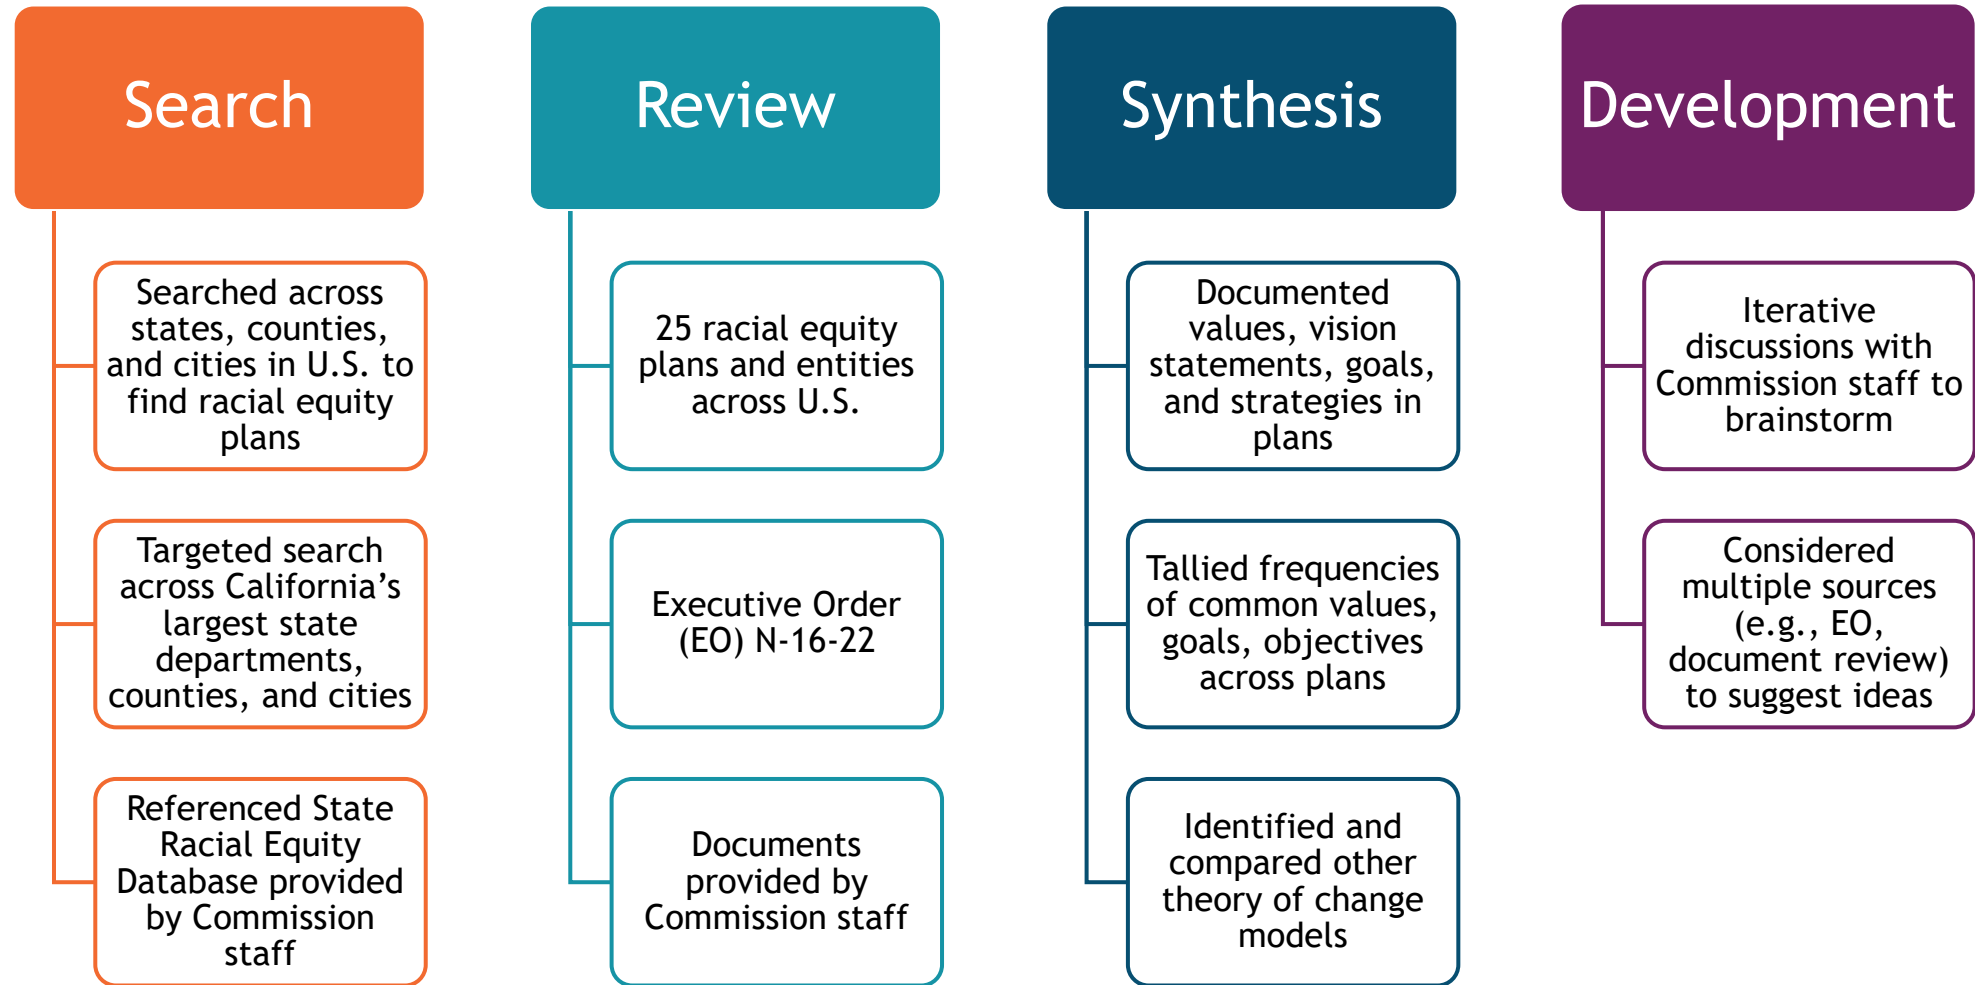 Search
Searched across
states, counties,
and cities in U.S. to
find racial equity
plans
Targeted search
across California’s
largest state
departments,
counties, and cities
Referenced State
Racial Equity
Database provided
by Commission
staff
Review
25 racial equity
plans and entities
across U.S.
Executive Order
(EO) N-16-22
Documents
provided by
Commission staff
Synthesis
Documented
values, vision
statements, goals,
and strategies in
plans
Tallied frequencies
of common values,
goals, objectives
across plans
Identified and
compared other
theory of change
models
Development
Iterative
discussions with
Commission staff to
brainstorm
Considered
multiple sources
(e.g., EO,
document review)
to suggest ideas